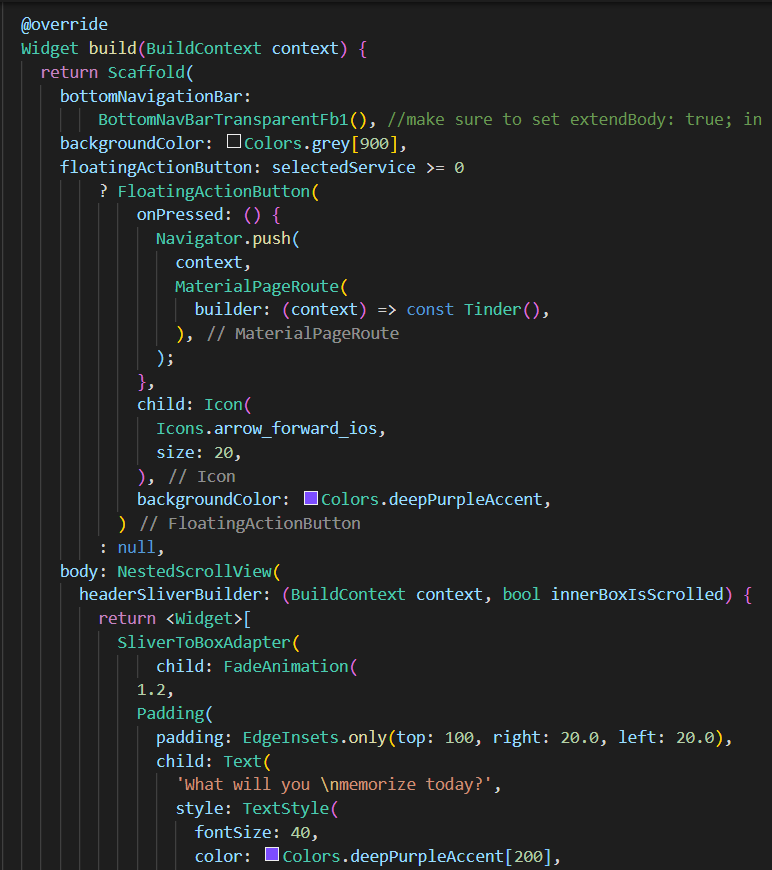 @override
Widget build(BuildContext context) {
return Scaffold(
bottomNavigationBar:
BottomNavBarTransparentFb1(), //make sure to set extendBody: true; in
backgroundColor: Colors.grey[900],
floatingActionButton: selectedService >= 0
? FloatingActionButton(
onPressed: () {
Navigator.push(
context,
MaterialPageRoute(
builder: (context) => const Tinder(),
), // MaterialPageRoute
);
},
child: Icon(
Icons.arrow_forward_ios,
size: 20,
), // Icon
backgroundColor: Colors.deepPurpleAccent,
) // FloatingActionButton
: null,
body: NestedScrollView(
headerSliverBuilder: (BuildContext context, bool innerBoxIsScrolled) {
return <Widget>[
SliverToBoxAdapter(
child: FadeAnimation(
1.2,
Padding(
padding: EdgeInsets.only(top: 100, right: 20.0, left: 20.0),
child: Text(
'What will you \nmemorize today?',
style: TextStyle(
fontSize: 40,
color: Colors.deepPurpleAccent[200],